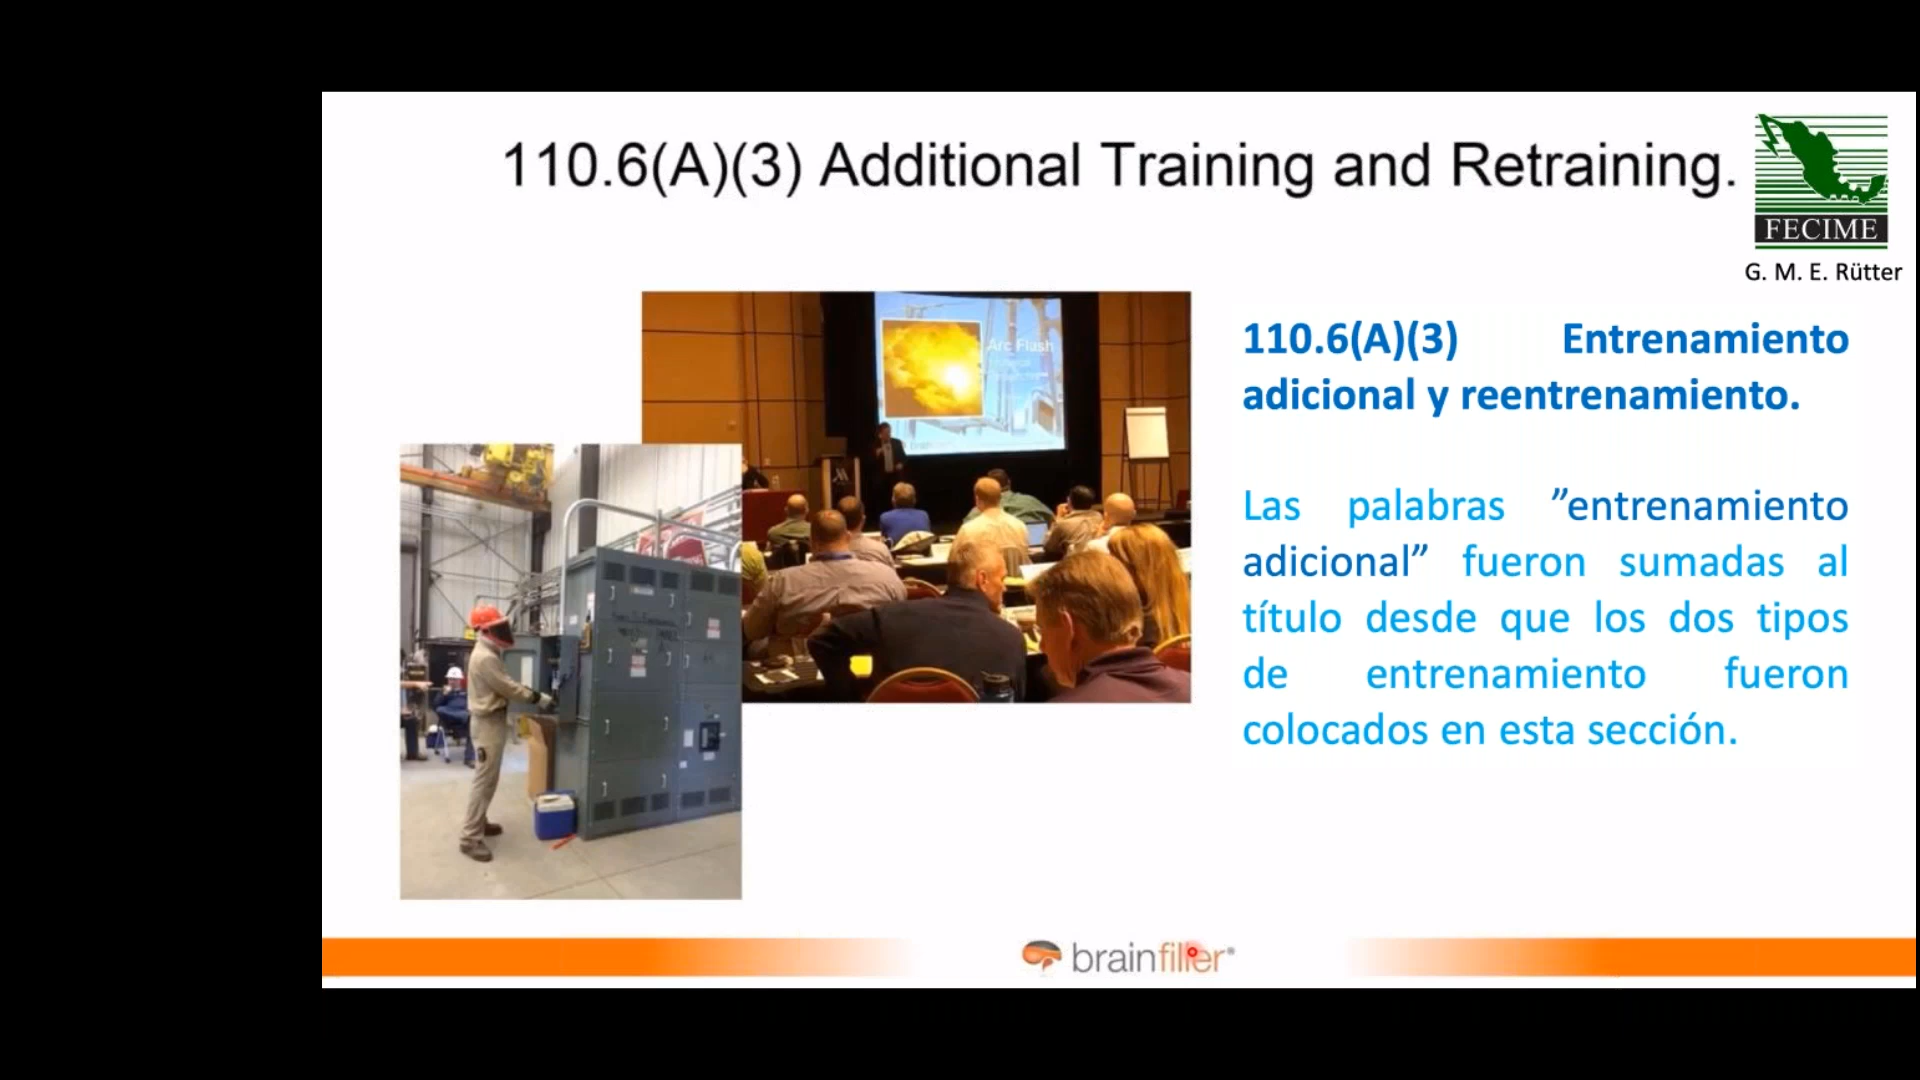 110.6(A)(3) Additional Training and Retraining.
FECIME
G. M. E. Rütter
110.6(A)(3) Entrenamiento
adicional y reentrenamiento.
Las palabras ”entrenamiento
adicional” fueron sumadas al
título desde que los dos tipos
de entrenamiento fueron
colocados en esta sección.
Arc Flash
brainfiller®